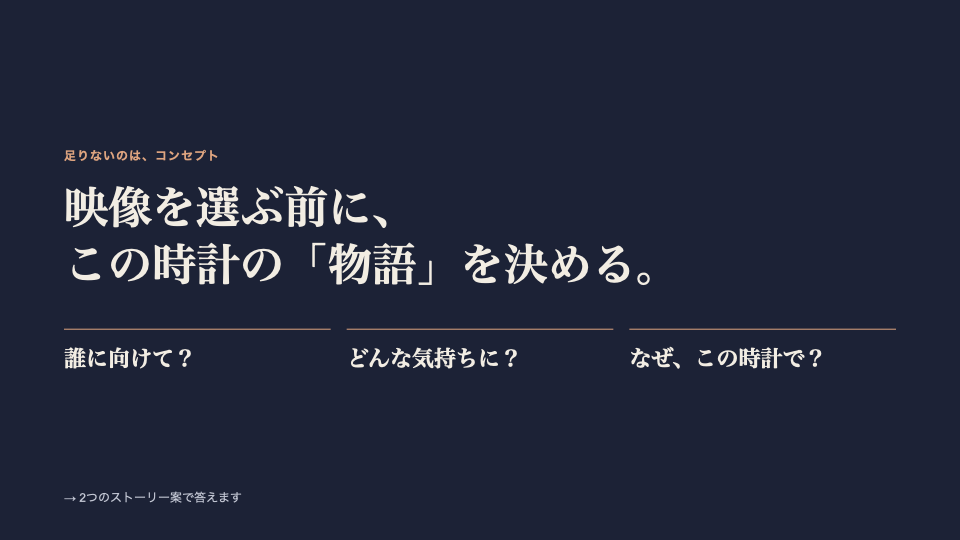 足りないのは、コンセプト
映像を選ぶ前に、
この時計の「物語」を決める。
誰に向けて？
どんな気持ちに？
なぜ、この時計で？
→ 2つのストーリー案で答えます